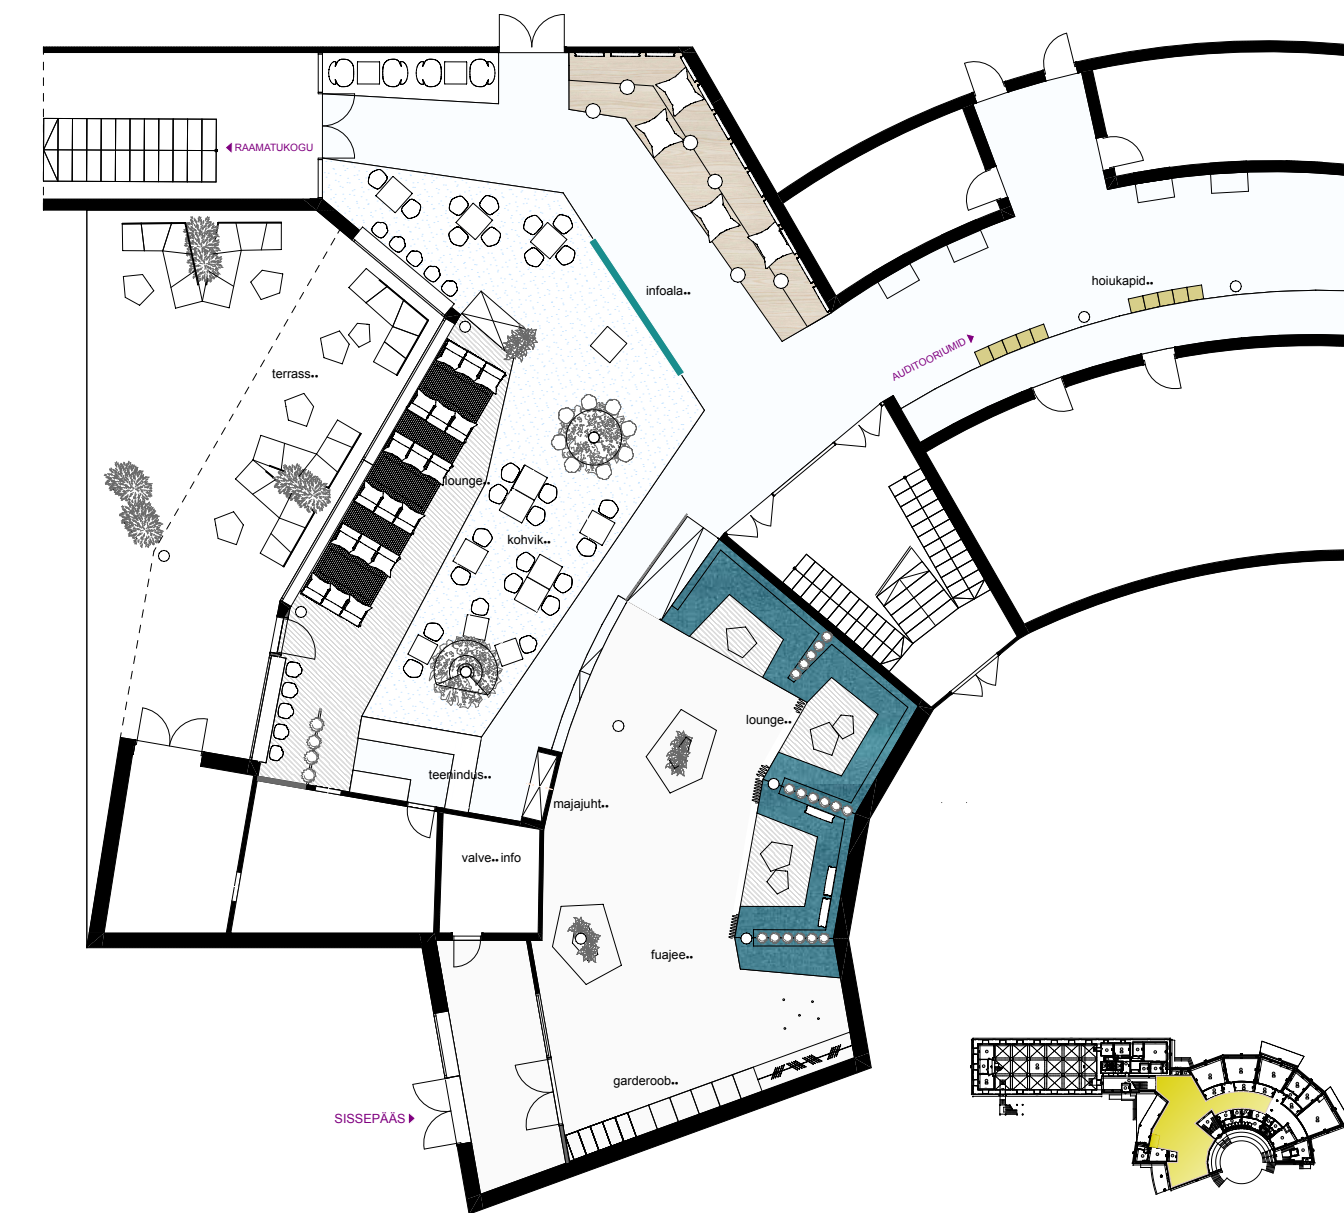 RAAMATUKOGU
infoala..
hoiukapid..
AUDITOORIUMID
terrass..
lounge..
kohvik..
lounge..
teenindus..
majajuht..
valve.. info
fuajee..
garderoob..
SISSEPÄÄS